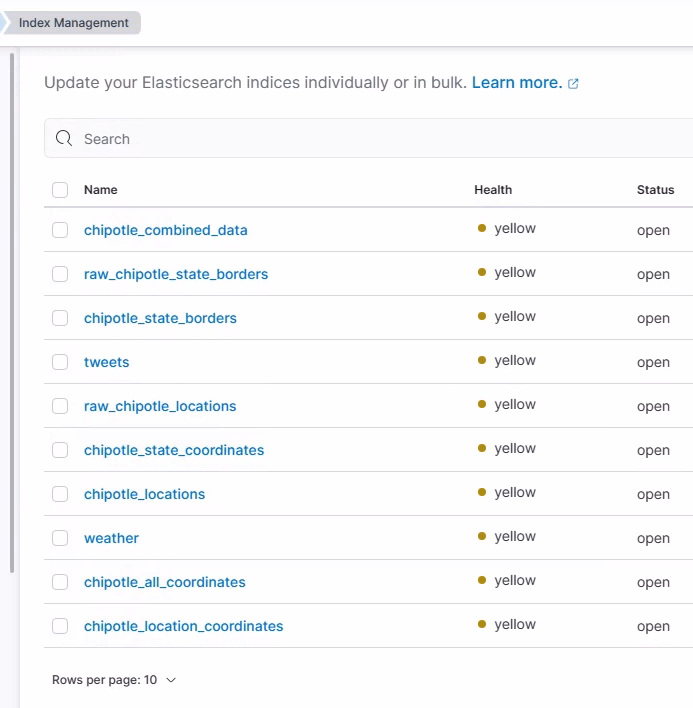 Index Management
Update your Elasticsearch indices individually or in bulk. Learn more.
Search
Name Health Status
chipotle_combined_data yellow open
raw_chipotle_state_borders yellow open
chipotle_state_borders yellow open
tweets yellow open
raw_chipotle_locations yellow open
chipotle_state_coordinates yellow open
chipotle_locations yellow open
weather yellow open
chipotle_all_coordinates yellow open
chipotle_location_coordinates yellow open
Rows per page: 10